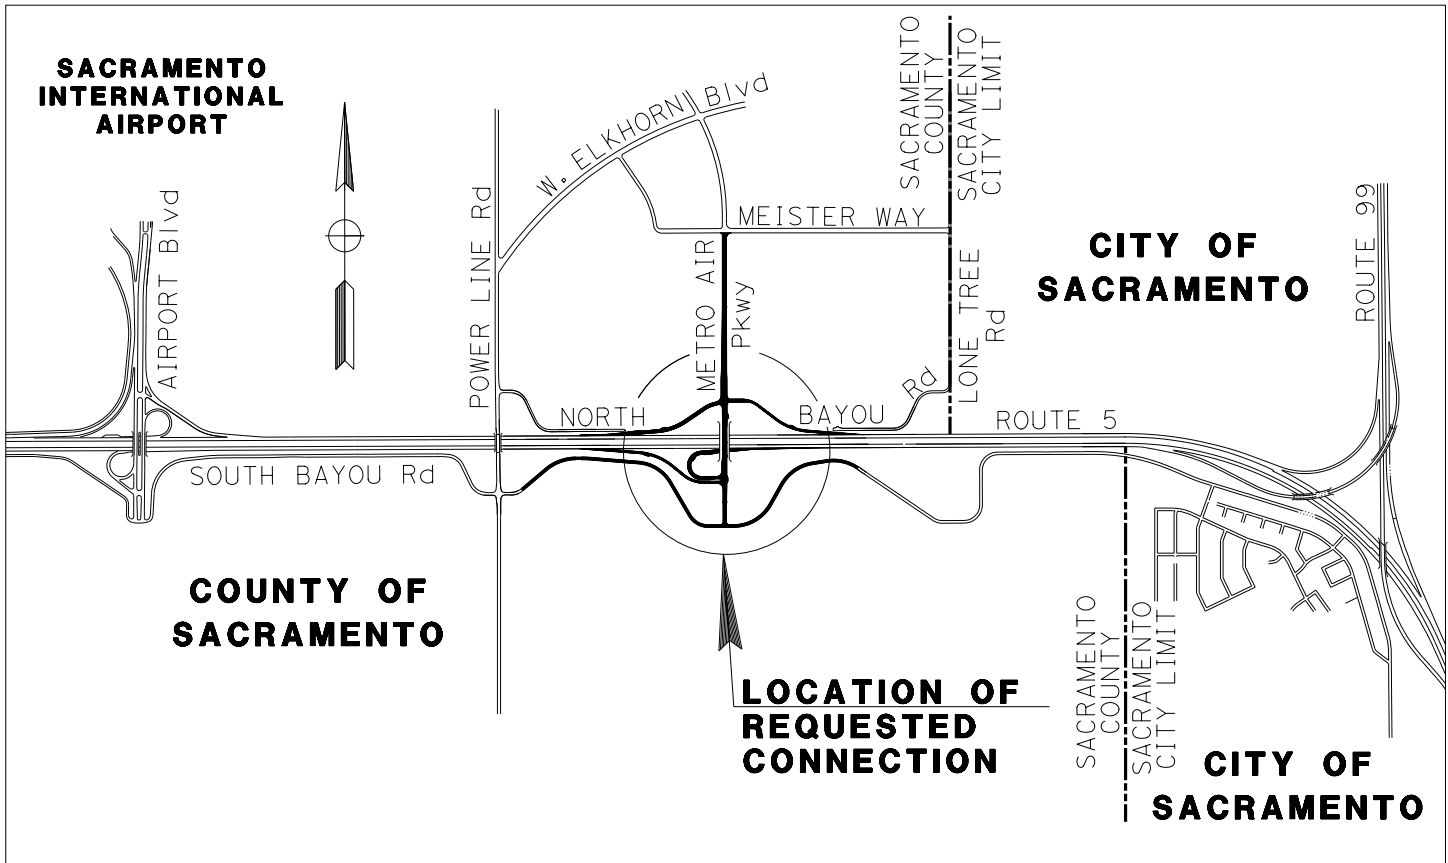 SACRAMENTO
INTERNATIONAL
AIRPORT
AIRPORT Blvd
POWER LINE Rd
W. ELKHORN Blvd
MEISTER WAY
METRO AIR
Pkwy
SACRAMENTO
COUNTY
SACRAMENTO
CITY LIMIT
LONE TREE
Rd
CITY OF
SACRAMENTO
ROUTE 99
NORTH
BAYOU
Rd
ROUTE 5
SOUTH BAYOU Rd
COUNTY OF
SACRAMENTO
LOCATION OF
REQUESTED
CONNECTION
SACRAMENTO
COUNTY
SACRAMENTO
CITY LIMIT
CITY OF
SACRAMENTO